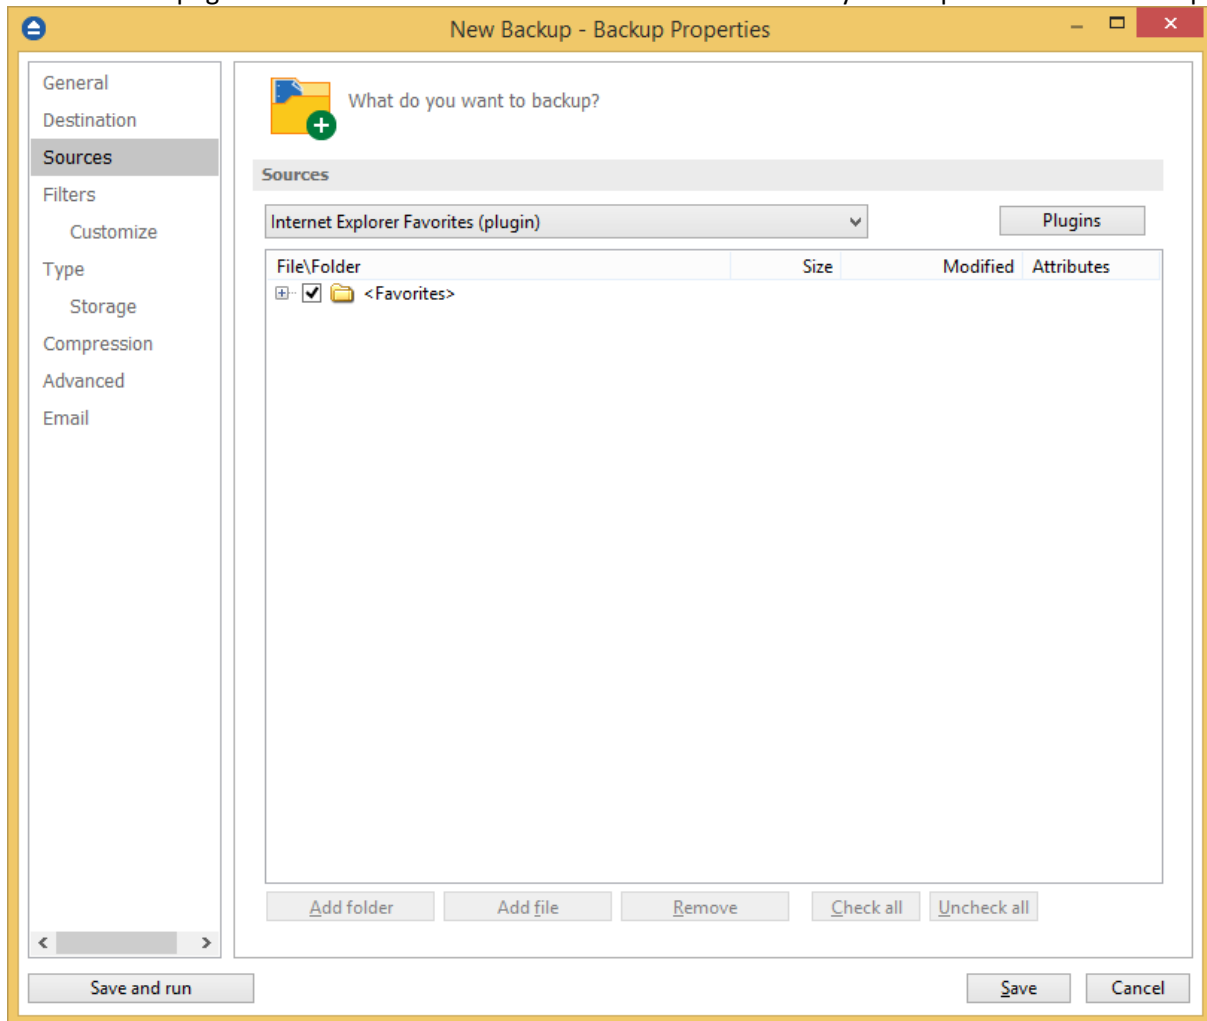 New Backup - Backup Properties
General
Destination
Sources
Filters
Customize
Type
Storage
Compression
Advanced
Email
What do you want to backup?
Sources
Internet Explorer Favorites (plugin)
Plugins
File\Folder Size Modified Attributes
<Favorites>
Add folder Add file Remove Check all Uncheck all
Save and run Save Cancel